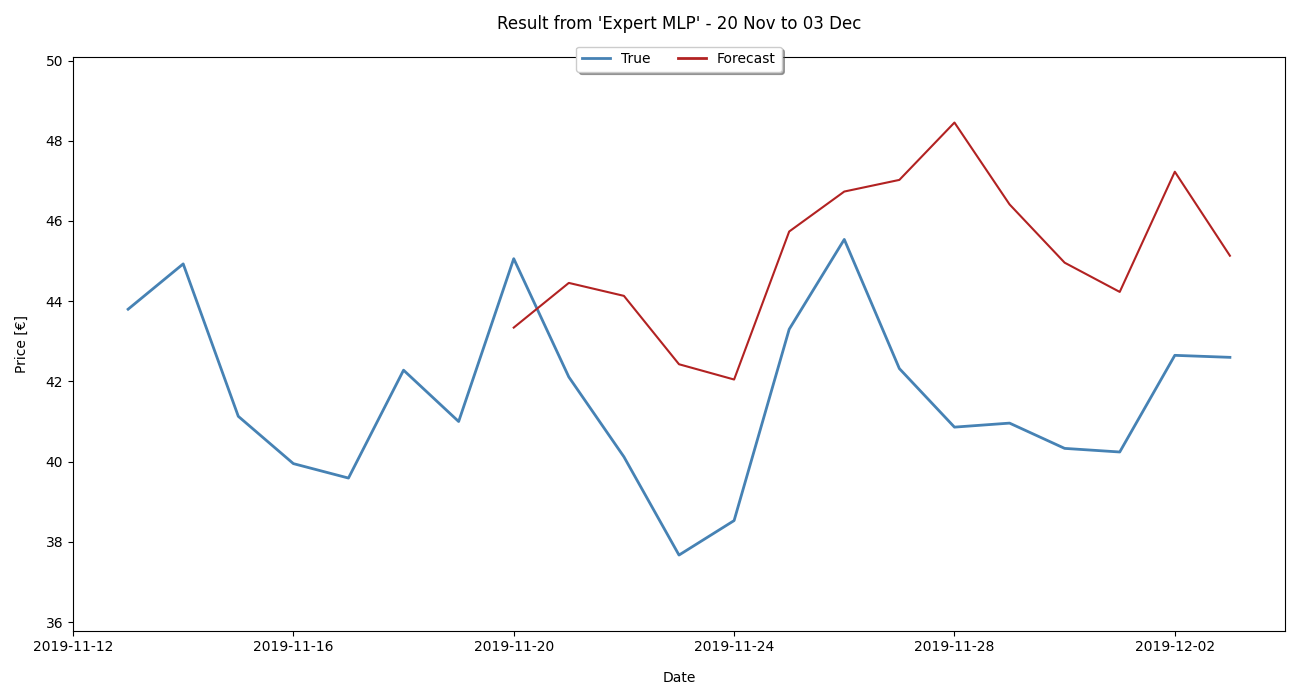 Result from 'Expert MLP' - 20 Nov to 03 Dec
True Forecast
50
48
46
44
42
40
38
36
Price [€]
2019-11-12 2019-11-16 2019-11-20 2019-11-24 2019-11-28 2019-12-02
Date